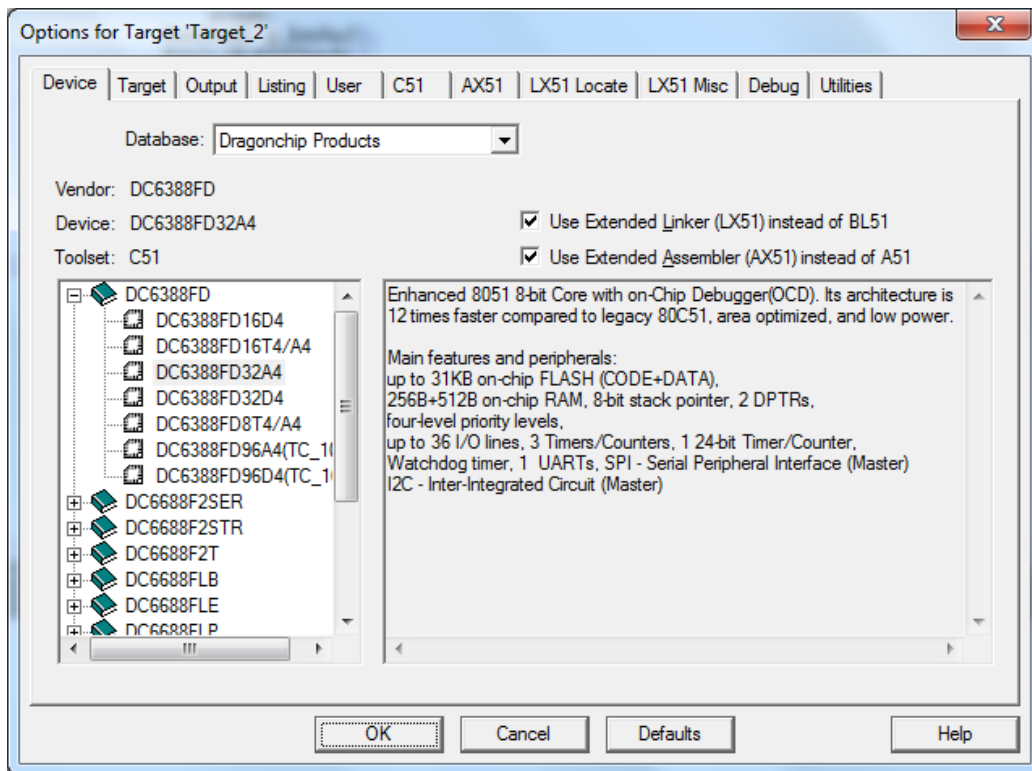 Options for Target 'Target_2'
Device Target Output Listing User C51 AX51 LX51 Locate LX51 Misc Debug Utilities
Database: Dragonchip Products
Vendor: DC6388FD
Device: DC6388FD32A4
Use Extended Linker (LX51) instead of BL51
Toolset: C51
Use Extended Assembler (AX51) instead of A51
DC6388FD
DC6388FD16D4
DC6388FD16T4/A4
DC6388FD32A4
DC6388FD32D4
DC6388FD8T4/A4
DC6388FD96A4(TC_1
DC6388FD96D4(TC_1
DC6688F2SER
DC6688F2STR
DC6688F2T
DC6688FLB
DC6688FLE
DC6688FLP
Enhanced 8051 8-bit Core with on-Chip Debugger(OCD). Its architecture is
12 times faster compared to legacy 80C51, area optimized, and low power.
Main features and peripherals:
up to 31KB on-chip FLASH (CODE+DATA),
256B+512B on-chip RAM, 8-bit stack pointer, 2 DPTRs,
four-level priority levels,
up to 36 I/O lines, 3 Timers/Counters, 1 24-bit Timer/Counter,
Watchdog timer, 1 UARTs, SPI - Serial Peripheral Interface (Master)
I2C - Inter-Integrated Circuit (Master)
OK Cancel Defaults Help